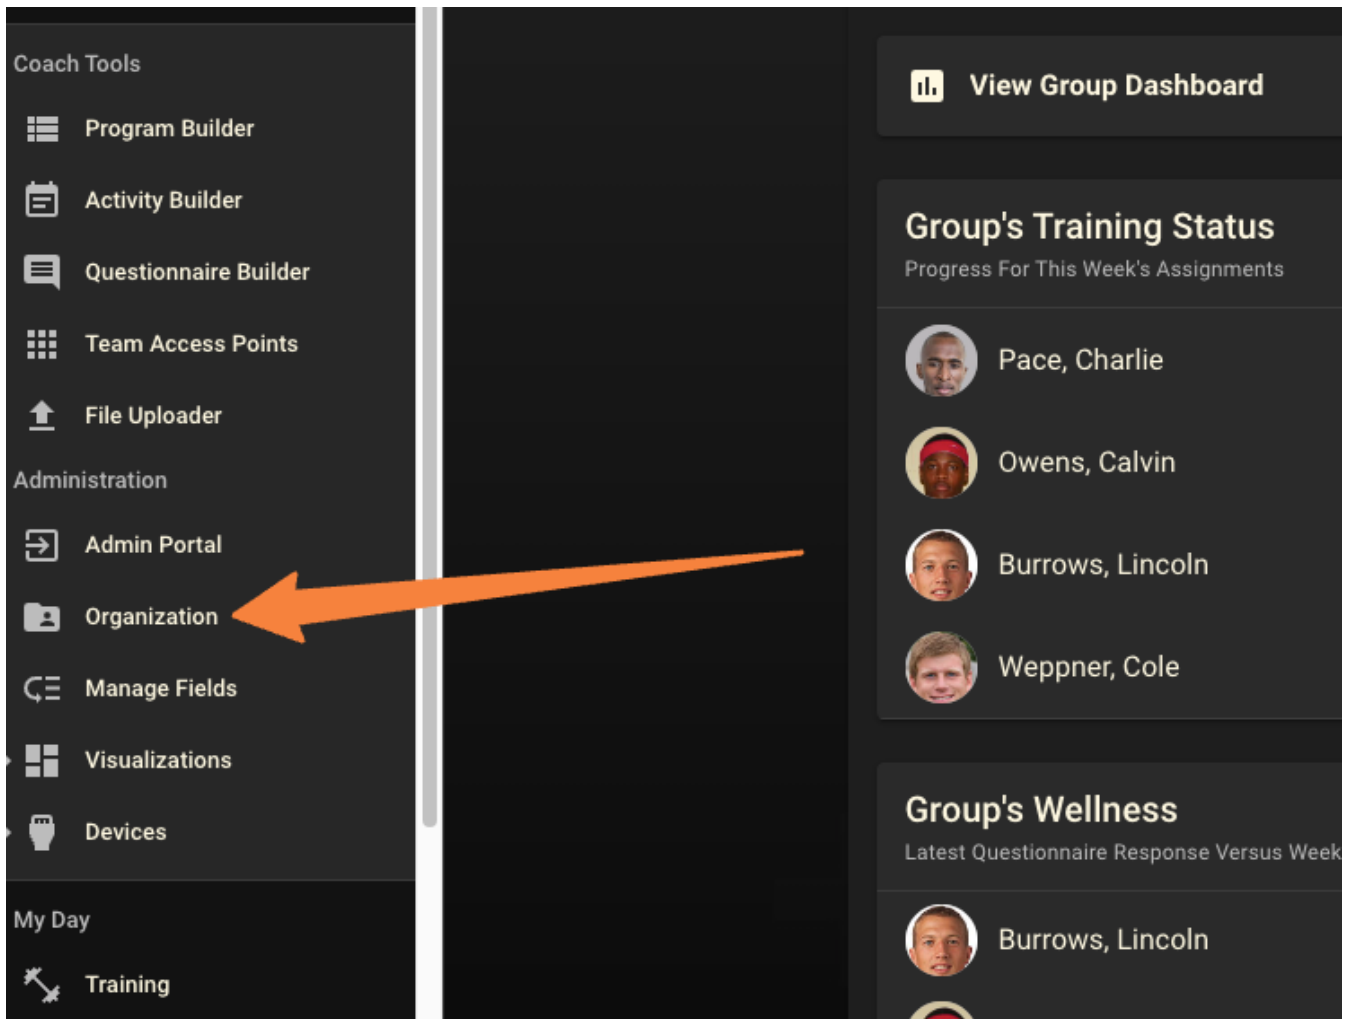 Coach Tools
Program Builder
Activity Builder
Questionnaire Builder
Team Access Points
File Uploader
Administration
Admin Portal
Organization
Manage Fields
Visualizations
Devices
My Day
Training
View Group Dashboard
Group's Training Status
Progress For This Week's Assignments
Pace, Charlie
Owens, Calvin
Burrows, Lincoln
Weppner, Cole
Group's Wellness
Latest Questionnaire Response Versus Week
Burrows, Lincoln